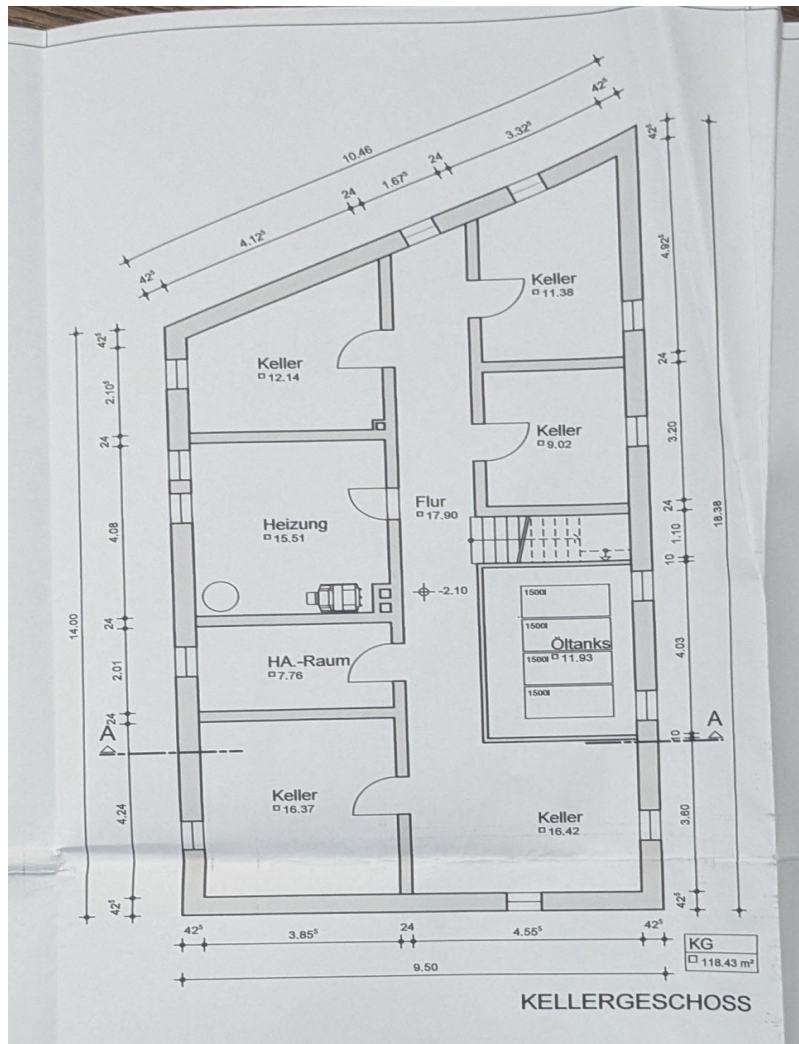 10.46
42⁵
4.12⁵
24
1.67⁵
24
3.32⁵
42⁵
42⁵
4.92⁵
24
3.20
24
1.10
10
4.03
10
3.60
42⁵
18.38
14.00
42⁵
2.10⁵
24
4.08
24
2.01
24
4.24
42⁵
Keller
11.38
Keller
12.14
Keller
9.02
Flur
17.90
Heizung
15.51
-2.10
1500l
1500l
Öltanks
1500l 11.93
1500l
HA.-Raum
7.76
A
A
Keller
16.37
Keller
16.42
42⁵
3.85⁵
24
4.55⁵
42⁵
9.50
KG
118.43 m²
KELLERGESCHOSS